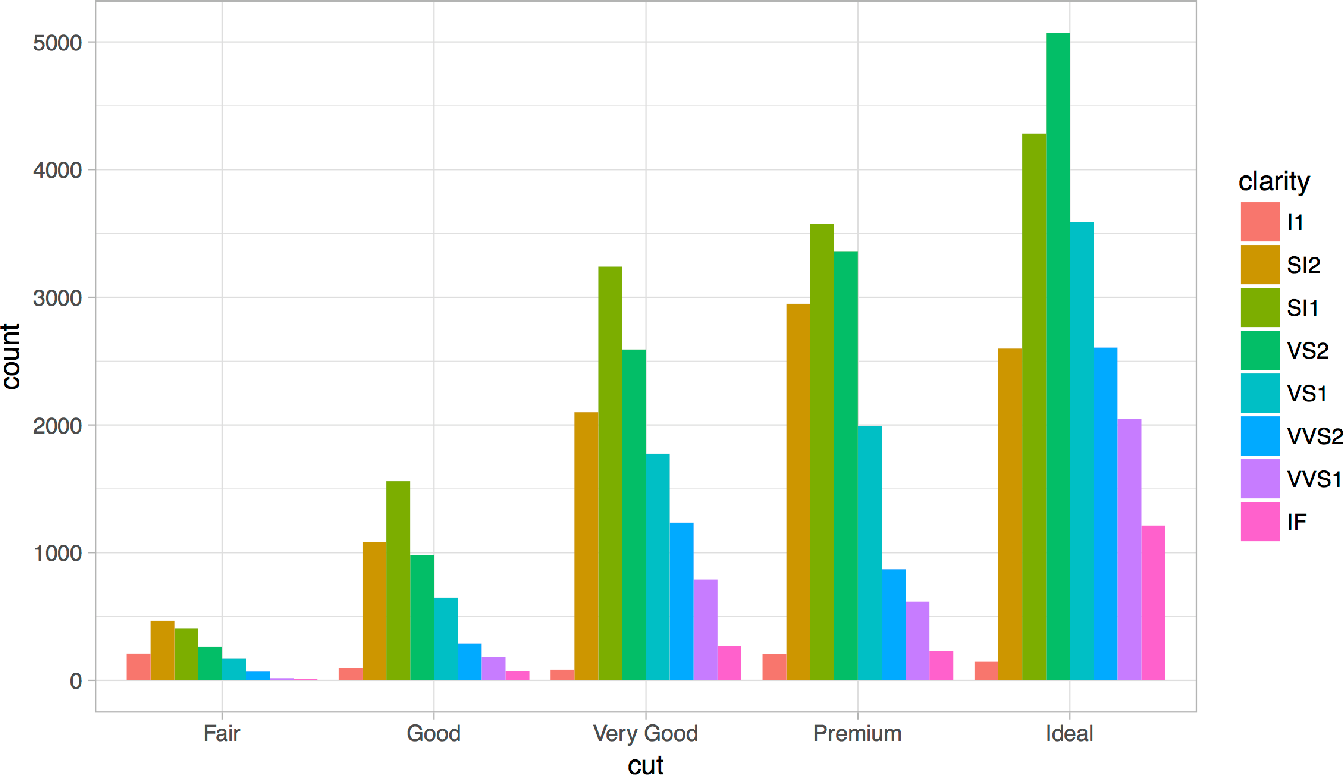 5000
4000
3000
2000
1000
0
count
Fair Good Very Good Premium Ideal
cut
clarity
I1
SI2
SI1
VS2
VS1
VVS2
VVS1
IF